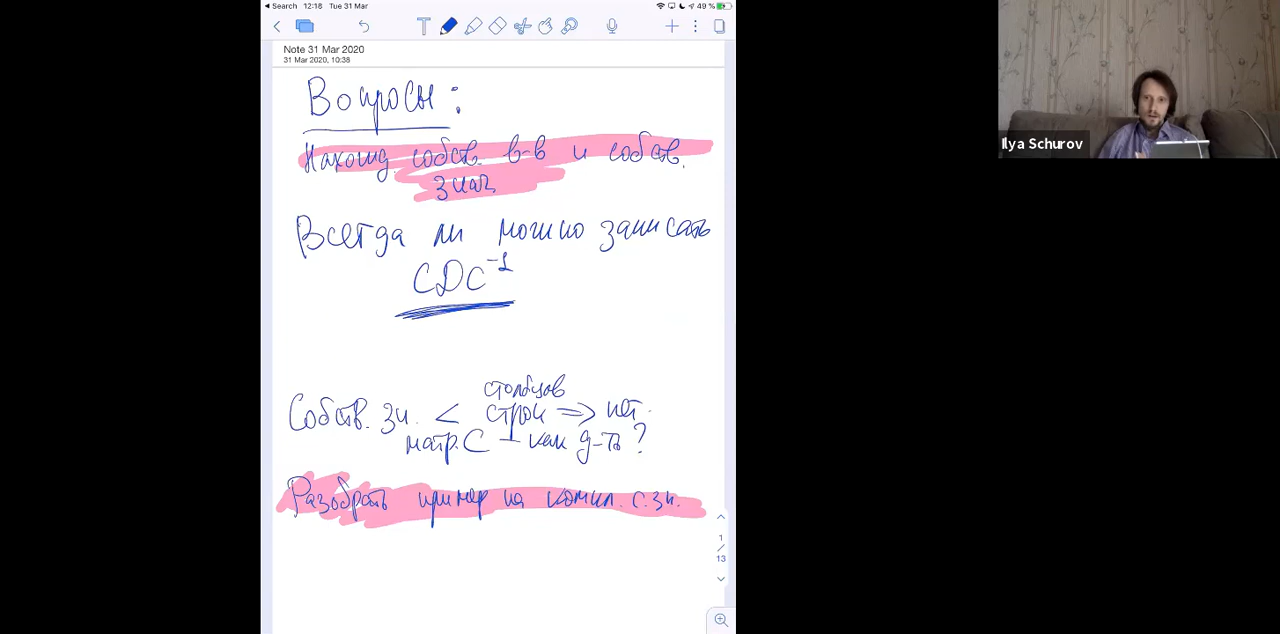 Search 12:18 Tue 31 Mar 49 %
Note 31 Mar 2020
31 Mar 2020, 10:38
Вопросы:
Наход. собств. в-в и собств.
знач
Всегда ли можно записать
CDC⁻¹
столбцов
Собств. зн. < строк => нет.
матр. C ⊥ как д-ть?
Разобрать пример на компл. с. зн.
1
/
13
Ilya Schurov